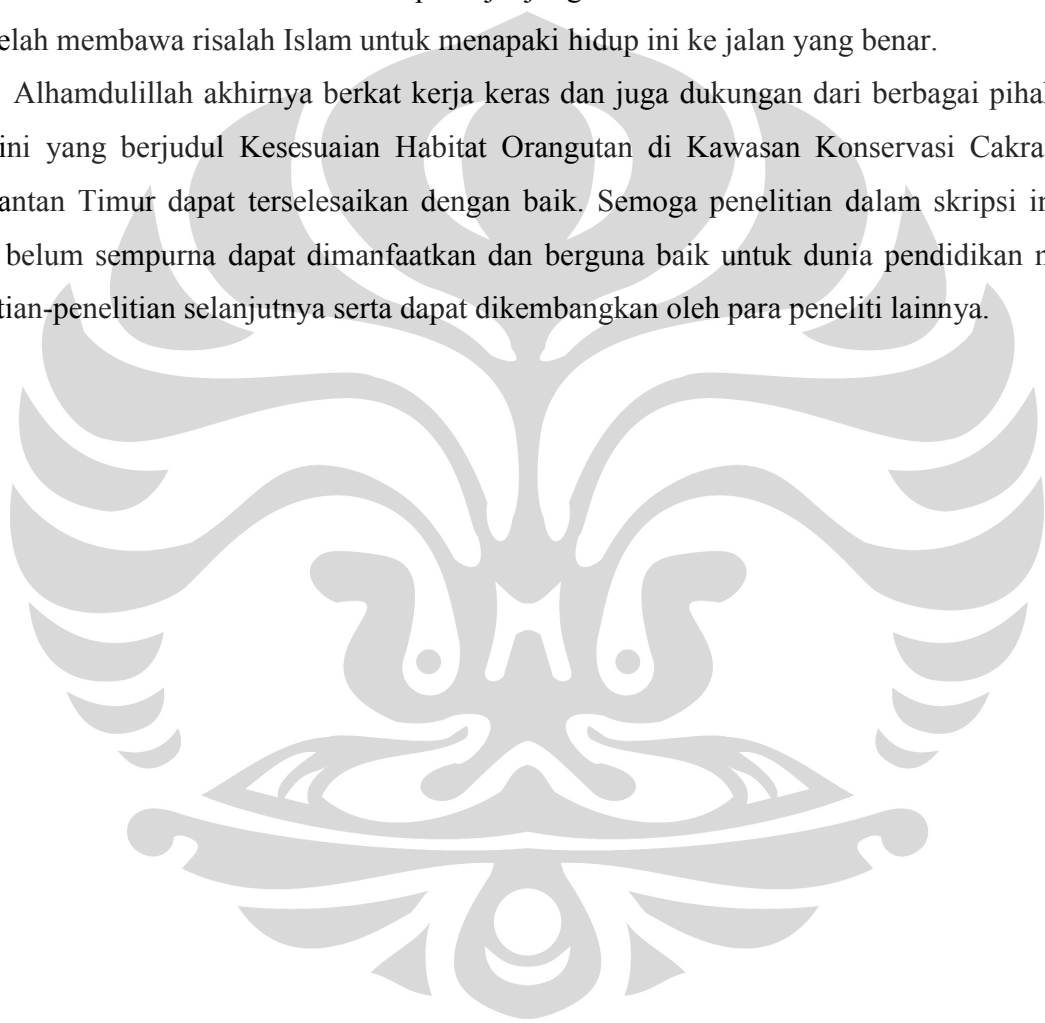 elah membawa risalah Islam untuk menapaki hidup ini ke jalan yang benar.
Alhamdulillah akhirnya berkat kerja keras dan juga dukungan dari berbagai piha
ini yang berjudul Kesesuaian Habitat Orangutan di Kawasan Konservasi Cakra
antan Timur dapat terselesaikan dengan baik. Semoga penelitian dalam skripsi in
belum sempurna dapat dimanfaatkan dan berguna baik untuk dunia pendidikan
tian-penelitian selanjutnya serta dapat dikembangkan oleh para peneliti lainnya.